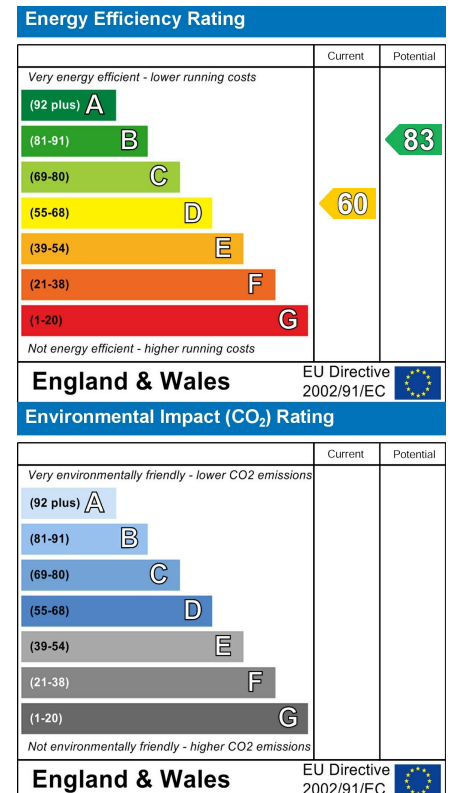 Energy Efficiency Rating
Current Potential
Very energy efficient - lower running costs
(92 plus) A
(81-91) B 83
(69-80) C
(55-68) D 60
(39-54) E
(21-38) F
(1-20) G
Not energy efficient - higher running costs
England & Wales EU Directive
2002/91/EC
Environmental Impact (CO₂) Rating
Current Potential
Very environmentally friendly - lower CO2 emissions
(92 plus) A
(81-91) B
(69-80) C
(55-68) D
(39-54) E
(21-38) F
(1-20) G
Not environmentally friendly - higher CO2 emissions
England & Wales EU Directive
2002/91/EC